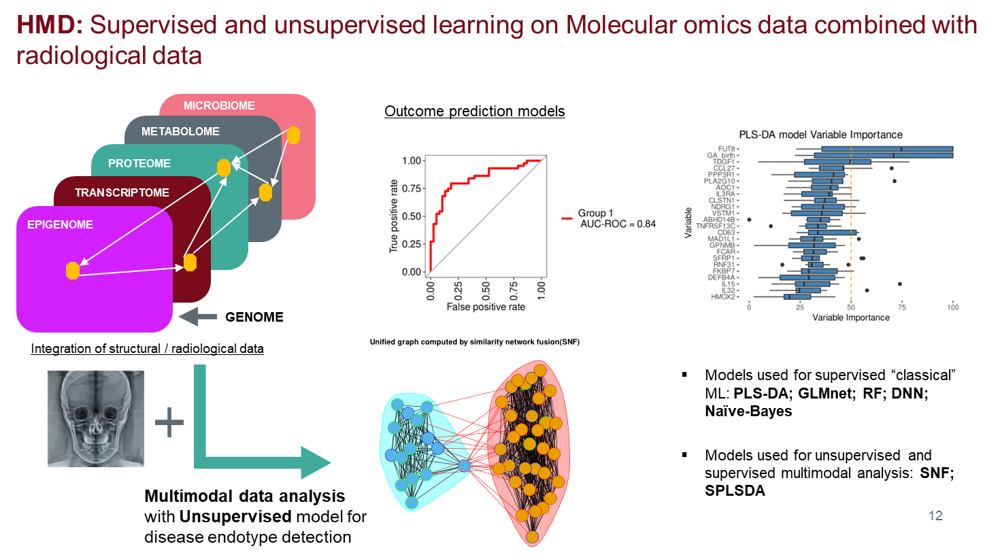 HMD: Supervised and unsupervised learning on Molecular omics data combined with
radiological data
MICROBIOME
METABOLOME
PROTEOME
TRANSCRIPTOME
EPIGENOME
GENOME
Integration of structural / radiological data
Multimodal data analysis
with Unsupervised model for
disease endotype detection
Outcome prediction models
True positive rate
1.00
0.75
0.50
0.25
0.00
0.00
0.25
0.50
0.75
1.00
False positive rate
Group 1
AUC-ROC = 0.84
Unified graph computed by similarity network fusion(SNF)
PLS-DA model Variable Importance
Variable
FUT8
GA_birth
TDGF1
CCL27
PPP3R1
PLA2G10
AOC1
IL3RA
CLSTN1
NDRG1
VSTM1
ABHD14B
TNFRSF13C
CD63
MAD1L1
GPNMB
FCAR
SFRP1
RNF31
FKBP7
DEFB4A
IL15
IL32
HMOX2
0
25
50
75
100
Variable Importance
▪ Models used for supervised “classical”
ML: PLS-DA; GLMnet; RF; DNN;
Naïve-Bayes
▪ Models used for unsupervised and
supervised multimodal analysis: SNF;
SPLSDA
12